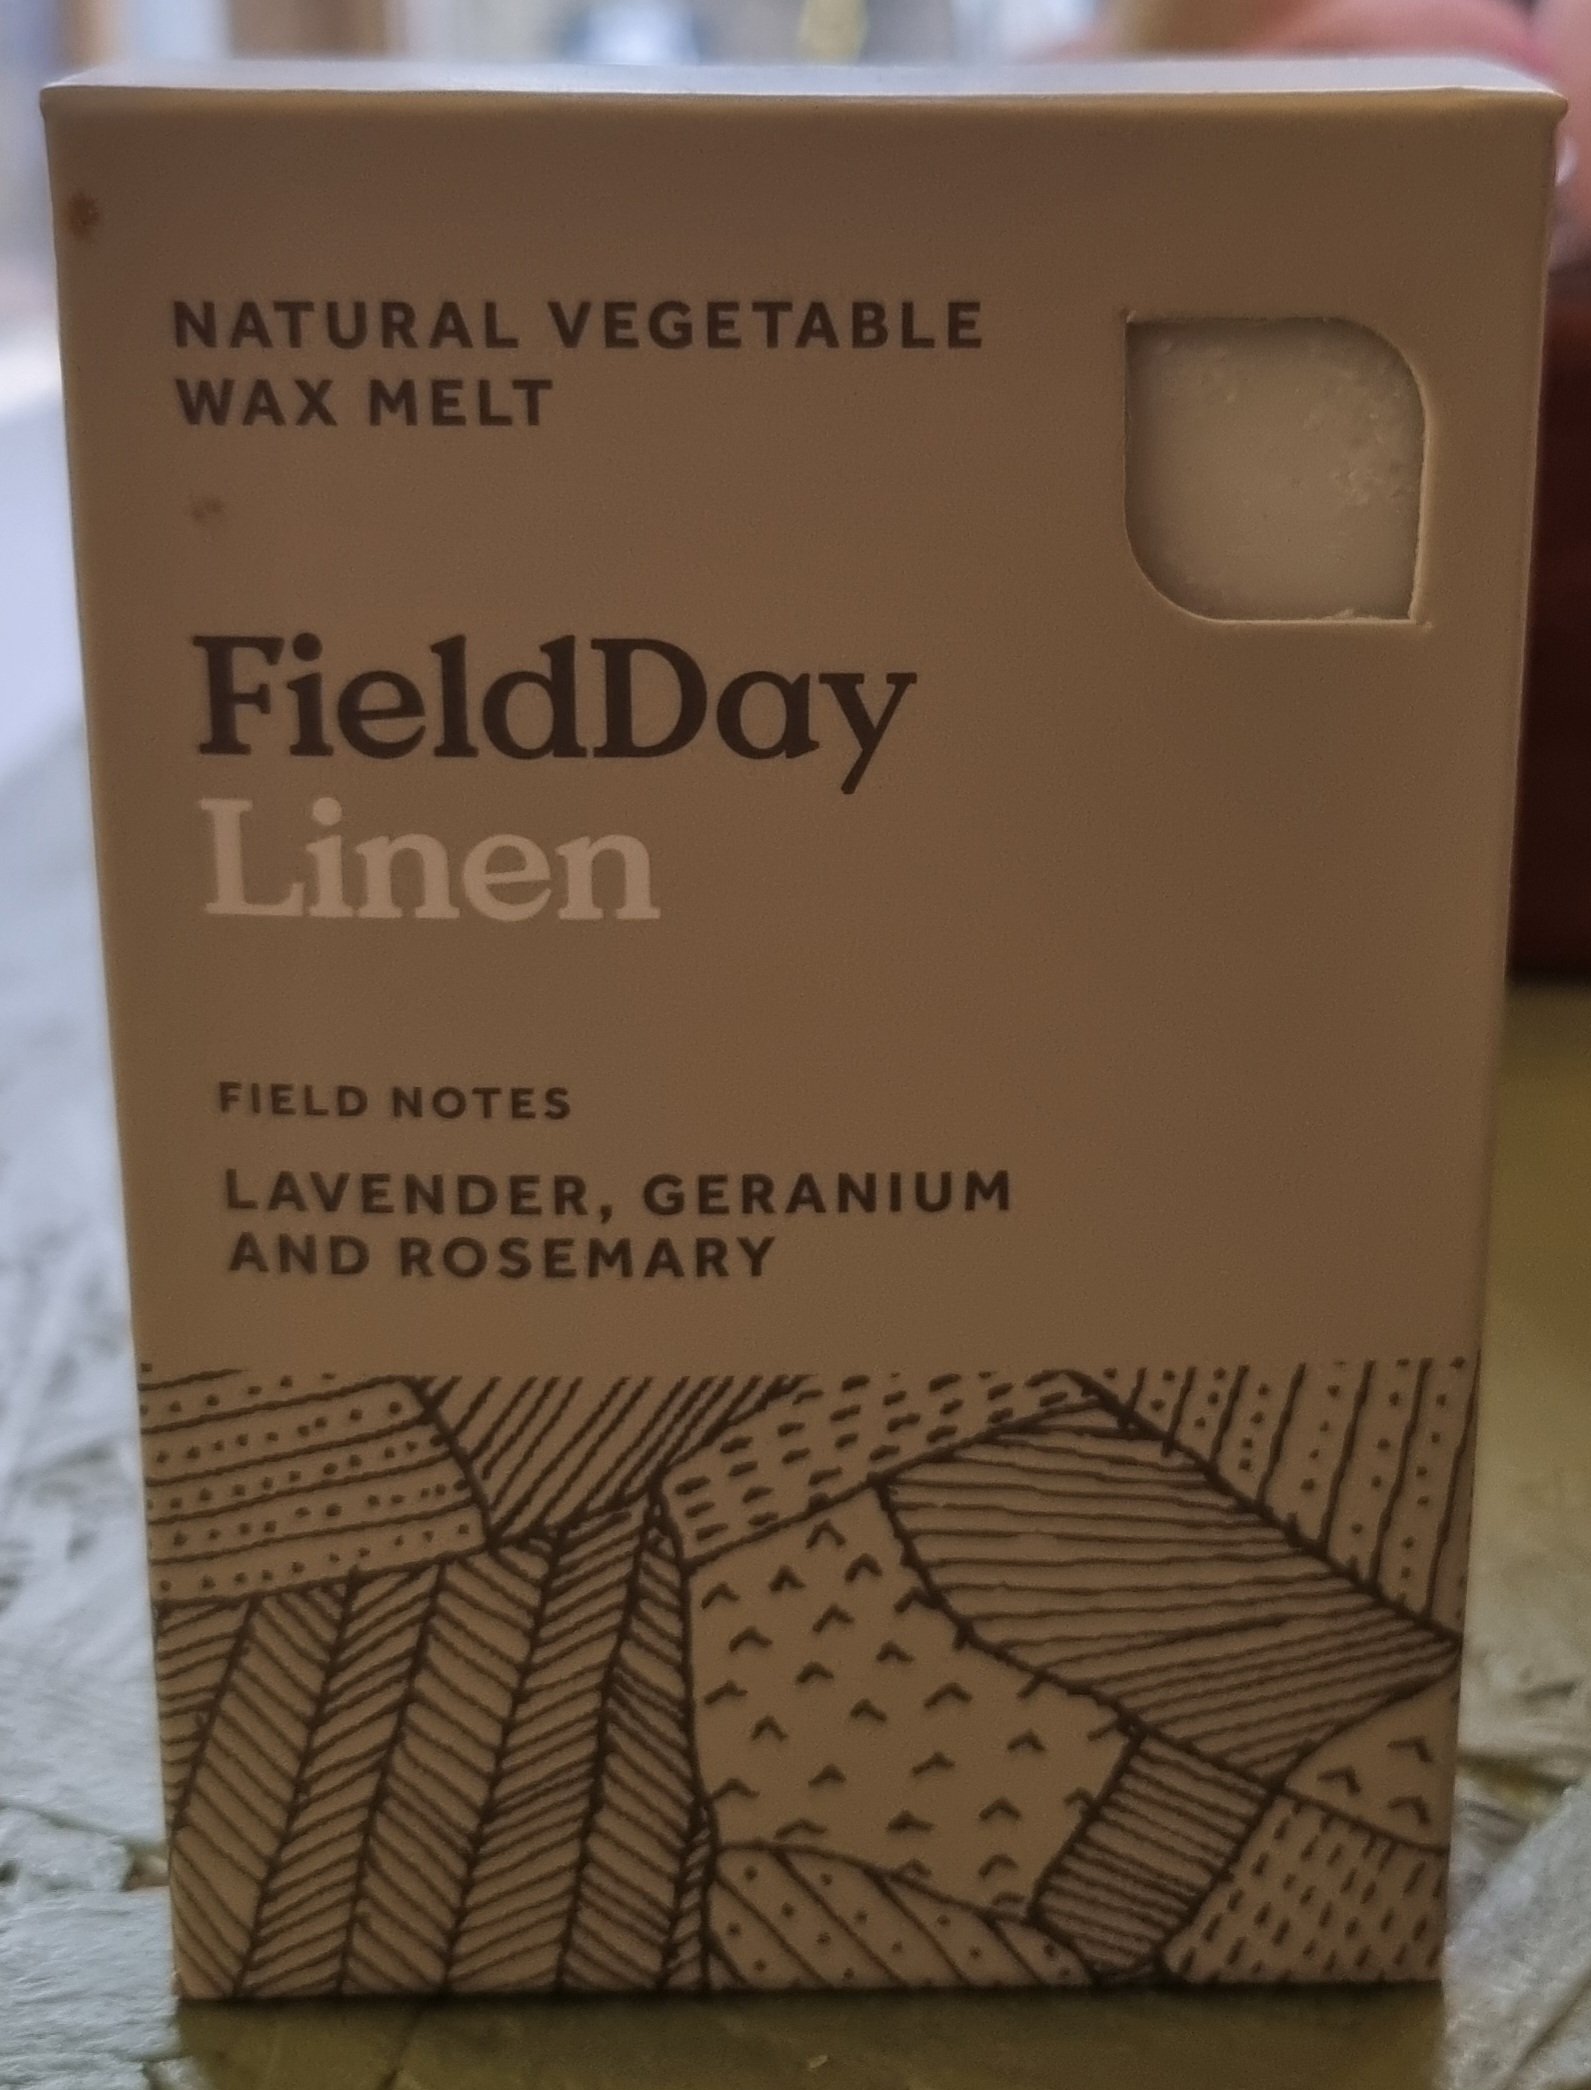 NATURAL VEGETABLE
WAX MELT
FieldDay
Linen
FIELD NOTES
LAVENDER, GERANIUM
AND ROSEMARY